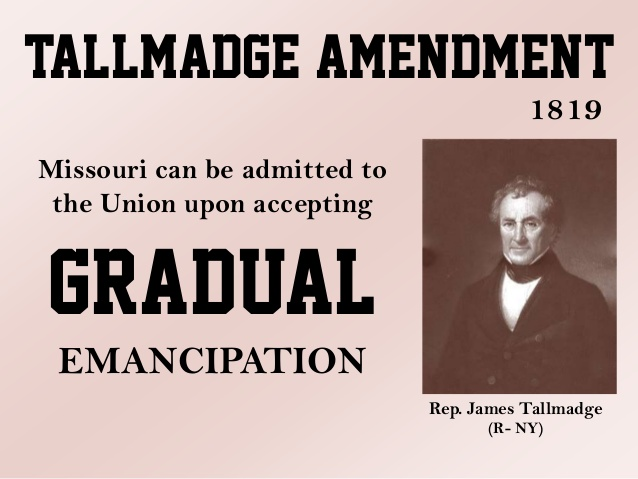 TALLMADGE AMENDMENT
1819
Missouri can be admitted to
the Union upon accepting
GRADUAL
EMANCIPATION
Rep. James Tallmadge
(R- NY)